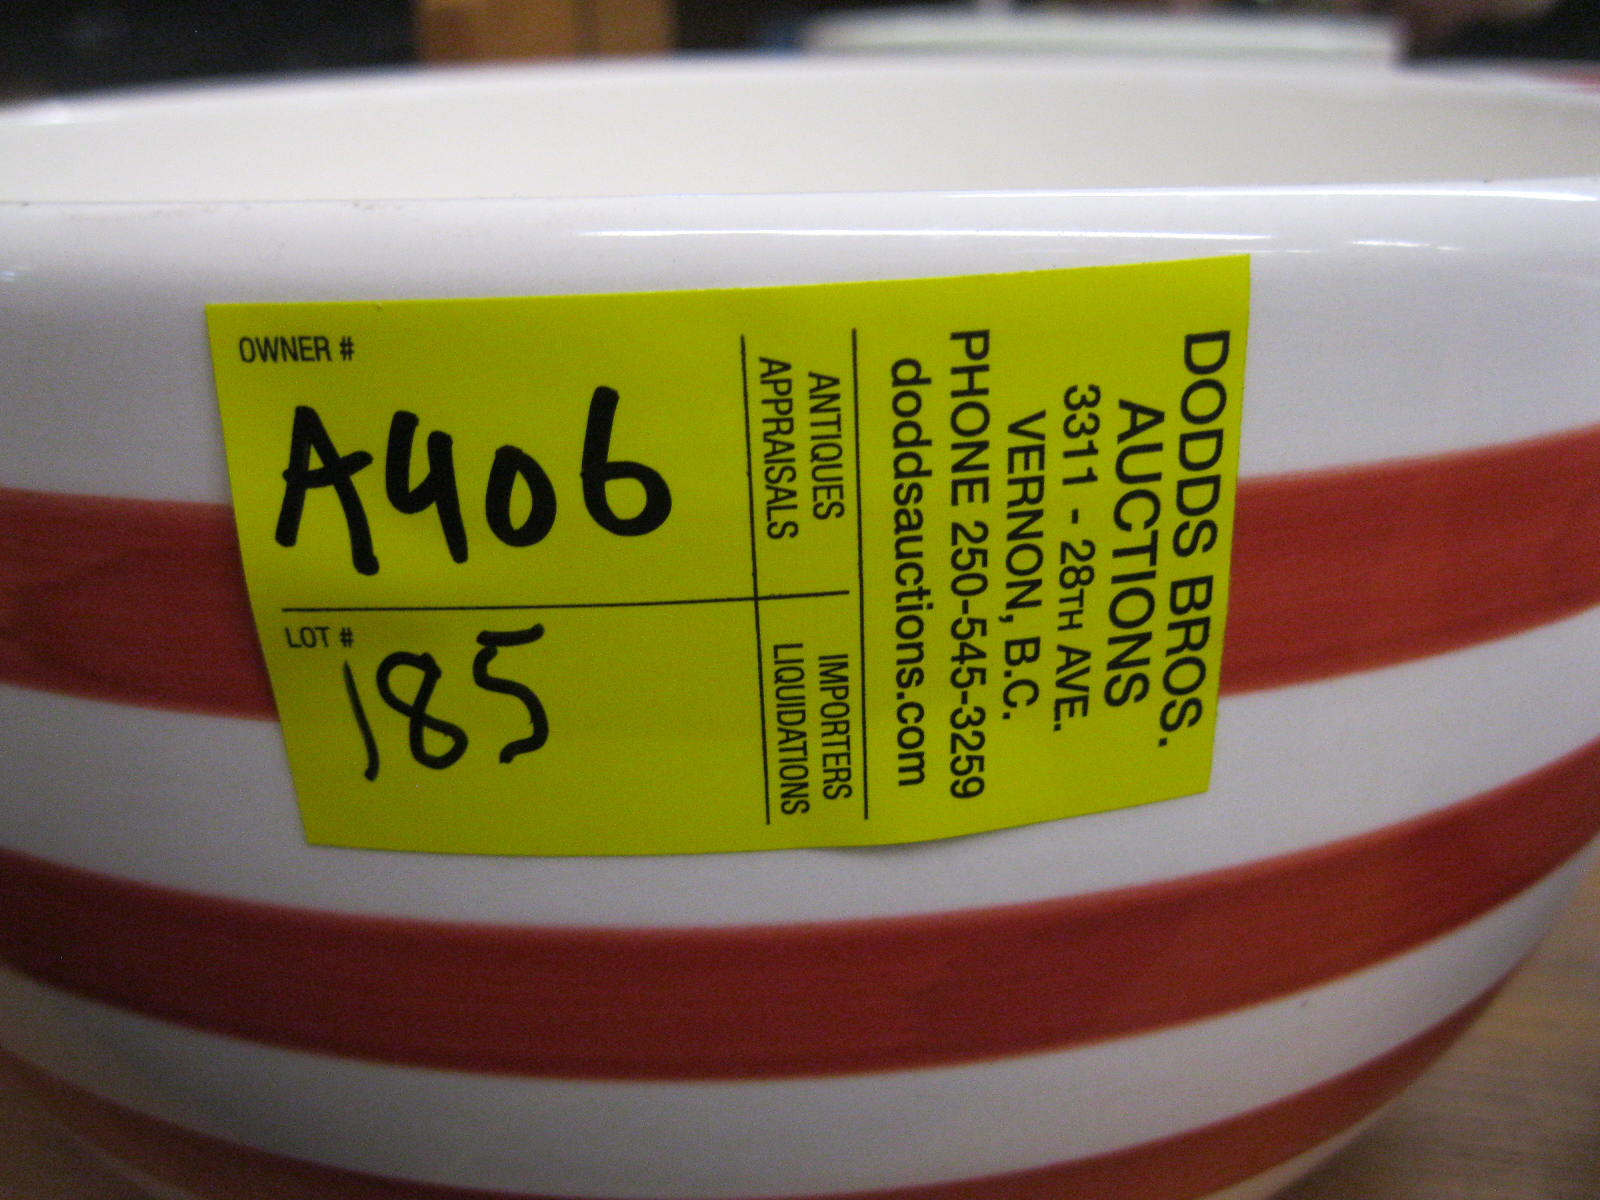 OWNER #
A406
LOT #
185
DODDS BROS.
AUCTIONS
3311 - 28TH AVE.
VERNON, B.C.
PHONE 250-545-3259
doddsauctions.com
ANTIQUES
APPRAISALS
IMPORTERS
LIQUIDATIONS